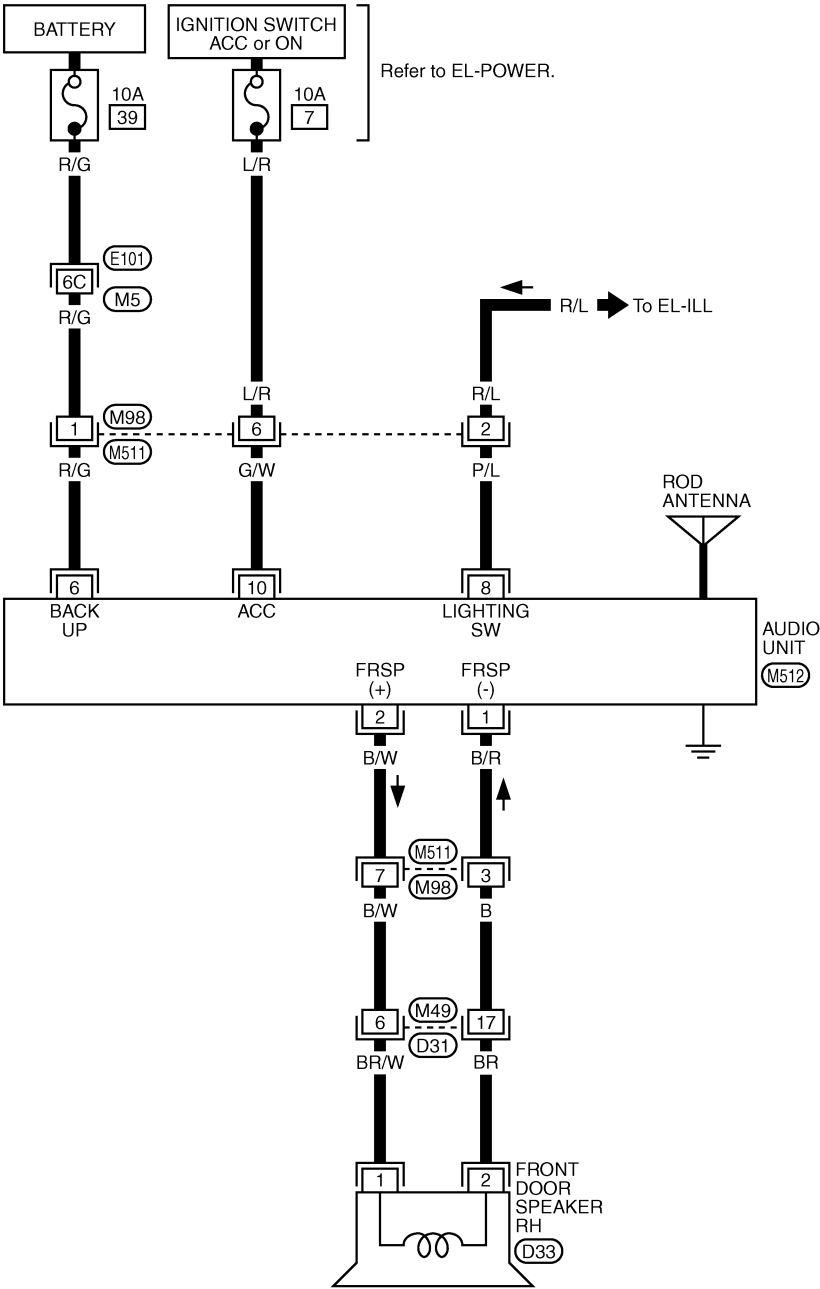 BATTERY
IGNITION SWITCH
ACC or ON
Refer to EL-POWER.
10A
39
10A
7
R/G
L/R
E101
6C
M5
R/G
R/L
To EL-ILL
L/R
R/L
1
M98
6
2
M511
R/G
G/W
P/L
ROD
ANTENNA
6
10
8
BACK
UP
ACC
LIGHTING
SW
AUDIO
UNIT
M512
FRSP
(+)
FRSP
(-)
2
1
B/W
B/R
M511
7
3
M98
B/W
B
M49
6
17
D31
BR/W
BR
1
2
FRONT
DOOR
SPEAKER
RH
D33